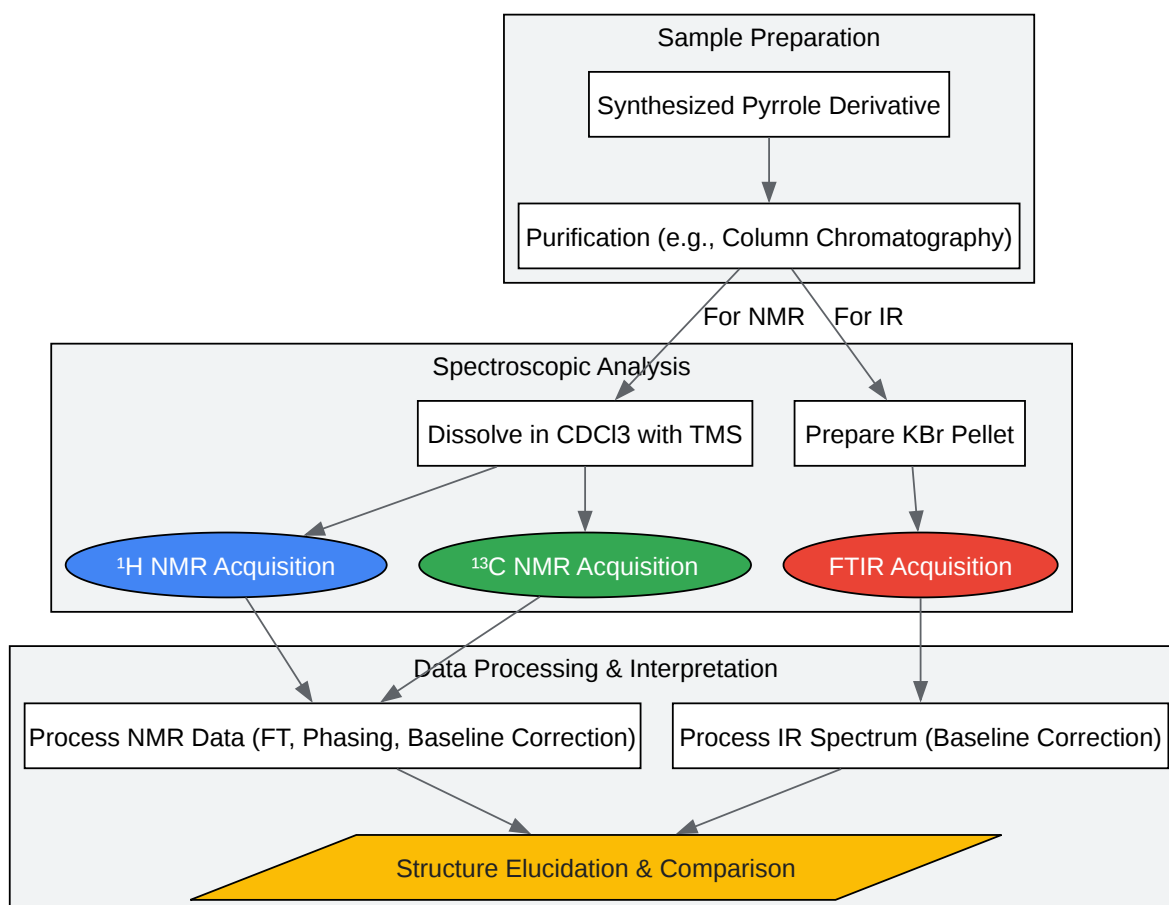 Sample Preparation
Synthesized Pyrrole Derivative
Purification (e.g., Column Chromatography)
For NMR
For IR
Spectroscopic Analysis
Dissolve in CDCl3 with TMS
Prepare KBr Pellet
¹H NMR Acquisition
¹³C NMR Acquisition
FTIR Acquisition
Data Processing & Interpretation
Process NMR Data (FT, Phasing, Baseline Correction)
Process IR Spectrum (Baseline Correction)
Structure Elucidation & Comparison